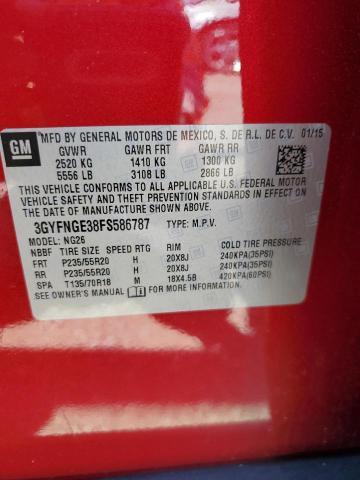 GM
MFD BY GENERAL MOTORS DE MEXICO, S. DE R.L. DE C.V. 01/15
GVWR GAWR FRT GAWR RR
2520 KG 1410 KG 1300 KG
5556 LB 3108 LB 2866 LB
THIS VEHICLE CONFORMS TO ALL APPLICABLE U.S. FEDERAL MOTOR
VEHICLE SAFETY AND THEFT PREVENTION STANDARDS IN EFFECT ON THE
DATE OF MANUFACTURE SHOWN ABOVE.
3GYFNGE38FS586787 TYPE: M.P.V.
MODEL: NG26
NBBF TIRE SIZE SPEED RTG RIM COLD TIRE PRESSURE
FRT P235/55R20 H 20X8J 240KPA(35PSI)
RR P235/55R20 H 20X8J 240KPA(35PSI)
SPA T135/70R18 M 18X4.5B 420KPA(60PSI)
SEE OWNER'S MANUAL FOR MORE INFORMATION.